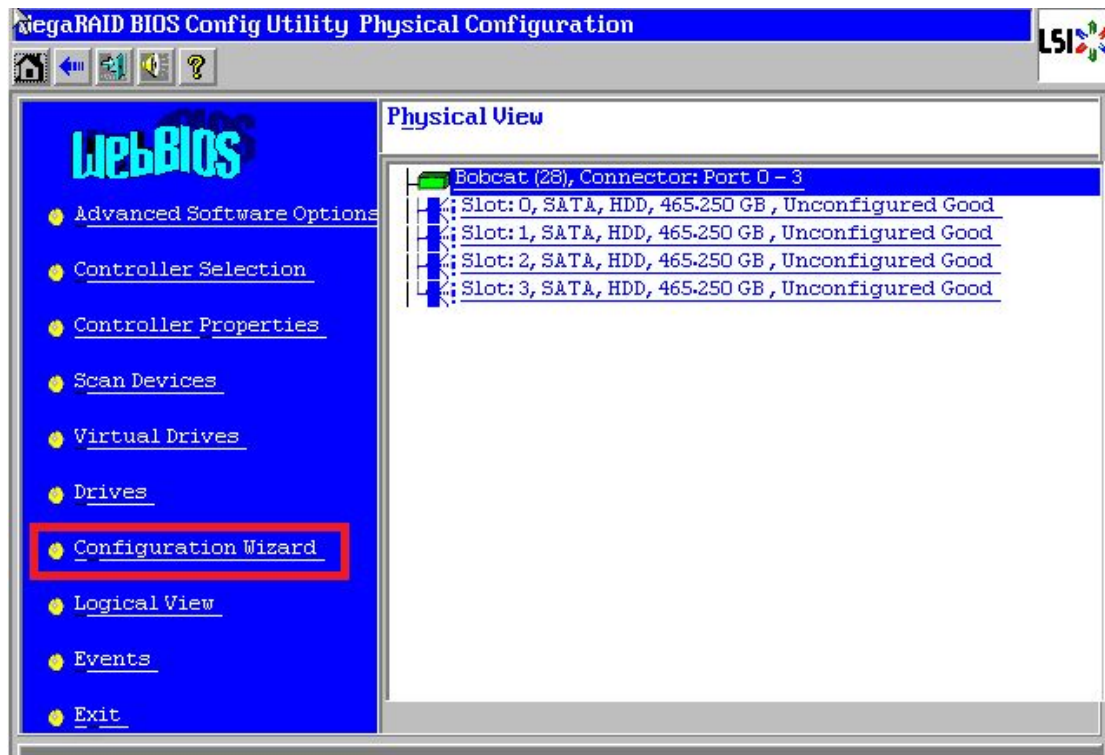 MegaRAID BIOS Config Utility Physical Configuration
LSI
WebBIOS
Advanced Software Options
Controller Selection
Controller Properties
Scan Devices
Virtual Drives
Drives
Configuration Wizard
Logical View
Events
Exit
Physical View
Bobcat (28), Connector: Port 0 - 3
Slot: 0, SATA, HDD, 465.250 GB, Unconfigured Good
Slot: 1, SATA, HDD, 465.250 GB, Unconfigured Good
Slot: 2, SATA, HDD, 465.250 GB, Unconfigured Good
Slot: 3, SATA, HDD, 465.250 GB, Unconfigured Good